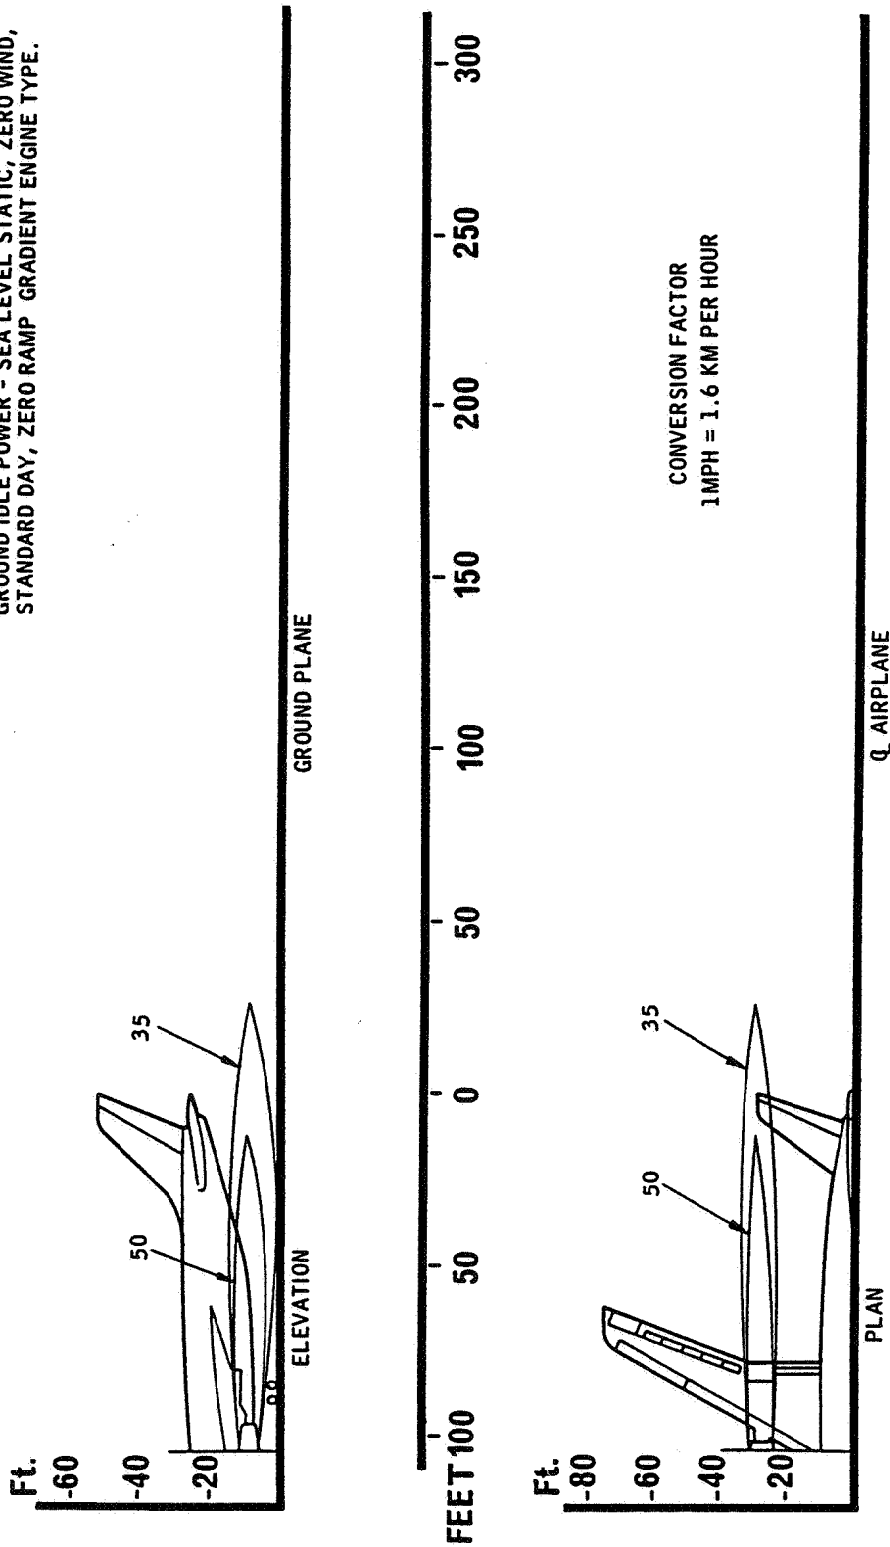 GROUND IDLE POWER - SEA LEVEL STATIC, ZERO WIND,
STANDARD DAY, ZERO RAMP GRADIENT ENGINE TYPE.
Ft.
-60
-40
-20
50
35
ELEVATION
GROUND PLANE
FEET 100 50 0 50 100 150 200 250 300
Ft.
-80
-60
-40
-20
50
35
CONVERSION FACTOR
1MPH = 1.6 KM PER HOUR
PLAN
℄ AIRPLANE